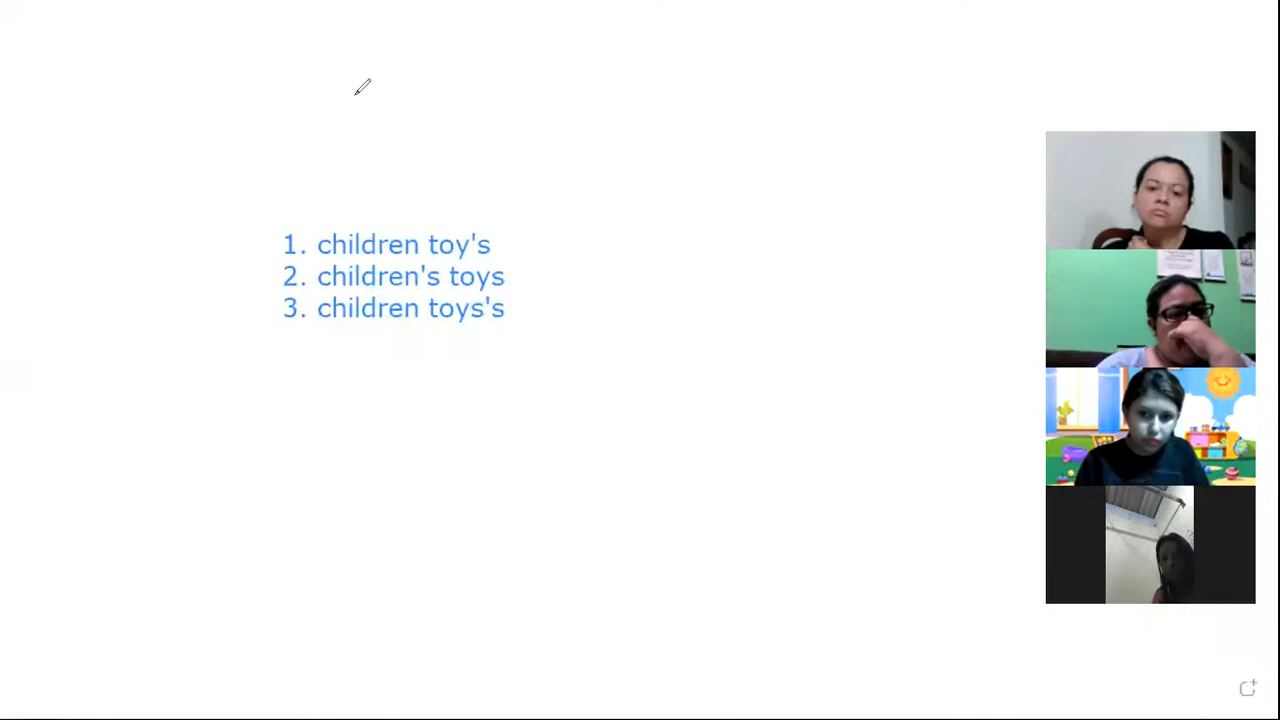 1. children toy's
2. children's toys
3. children toys's